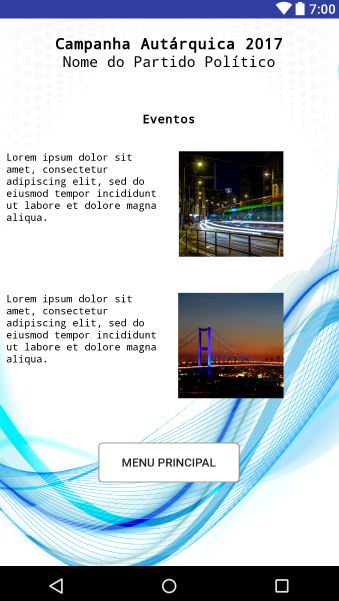 7:00
Campanha Autárquica 2017
Nome do Partido Político
Eventos
Lorem ipsum dolor sit
amet, consectetur
adipiscing elit, sed do
eiusmod tempor incididunt
ut labore et dolore magna
aliqua.
Lorem ipsum dolor sit
amet, consectetur
adipiscing elit, sed do
eiusmod tempor incididunt
ut labore et dolore magna
aliqua.
MENU PRINCIPAL